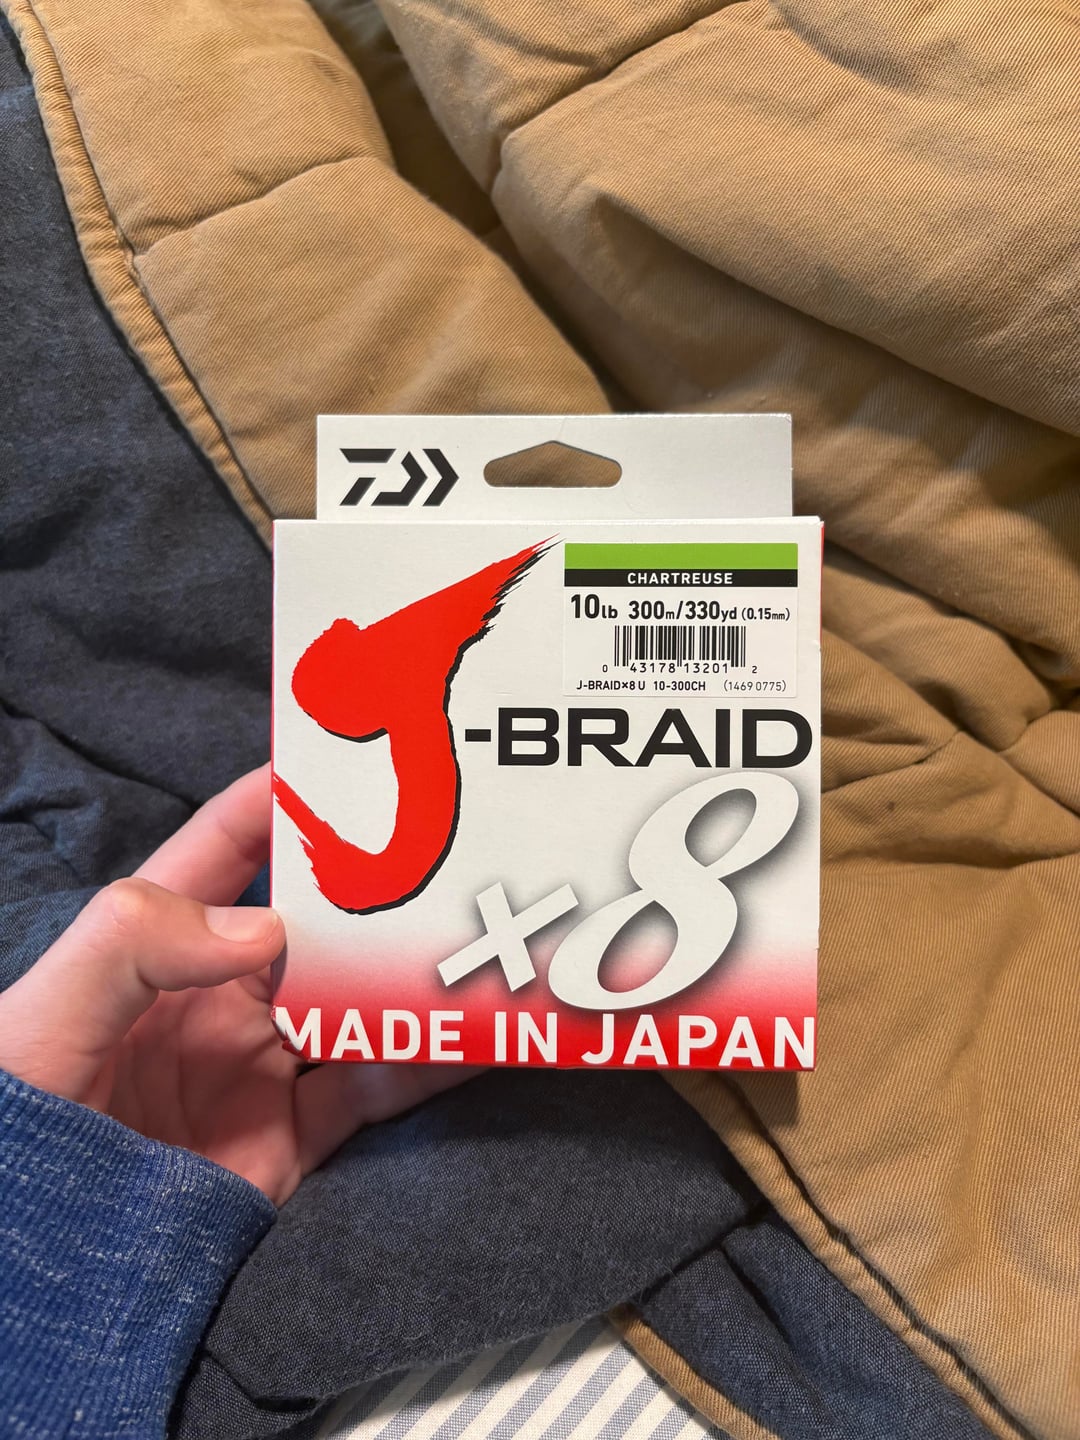 CHARTREUSE
10lb 300m/330yd (0.15mm)
0 43178 13201 2
J-BRAID×8 U 10-300CH (1469 0775)
J-BRAID
×8
MADE IN JAPAN